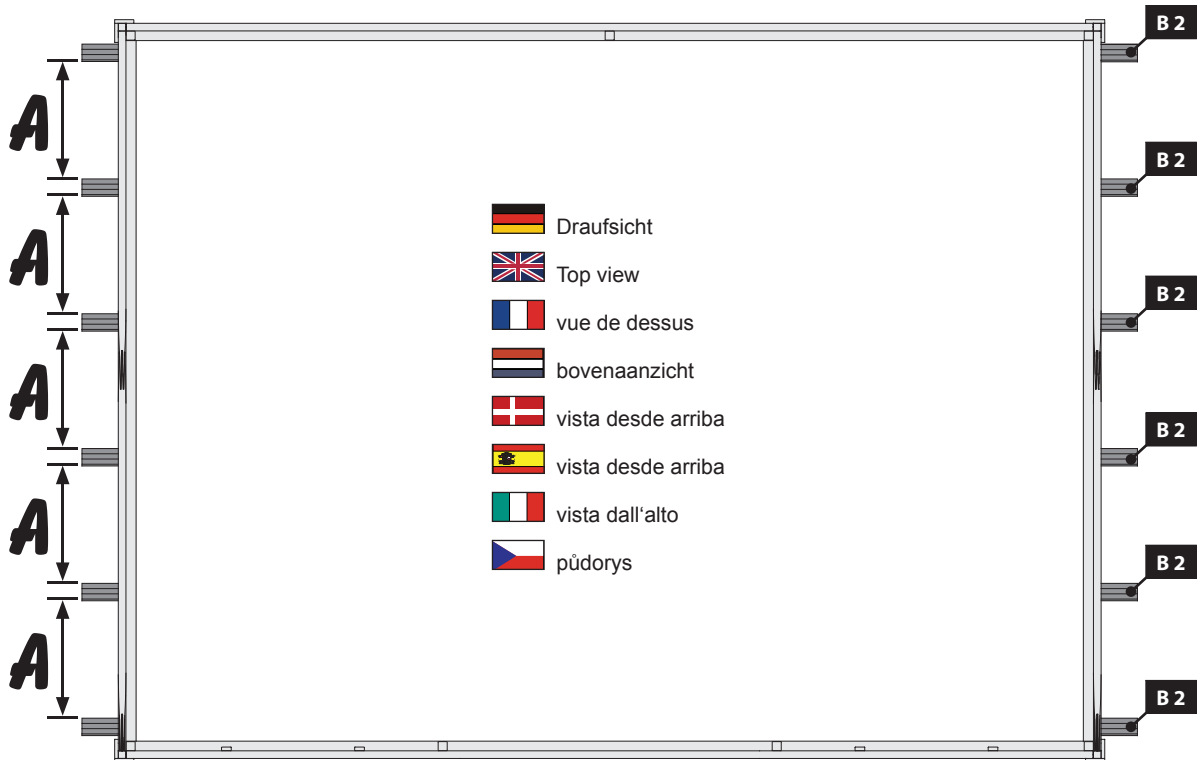 B 2
A
B 2
A
Draufsicht
Top view
B 2
vue de dessus
bovenaanzicht
A
vista desde arriba
B 2
vista desde arriba
vista dall‘alto
A
půdorys
B 2
A
B 2